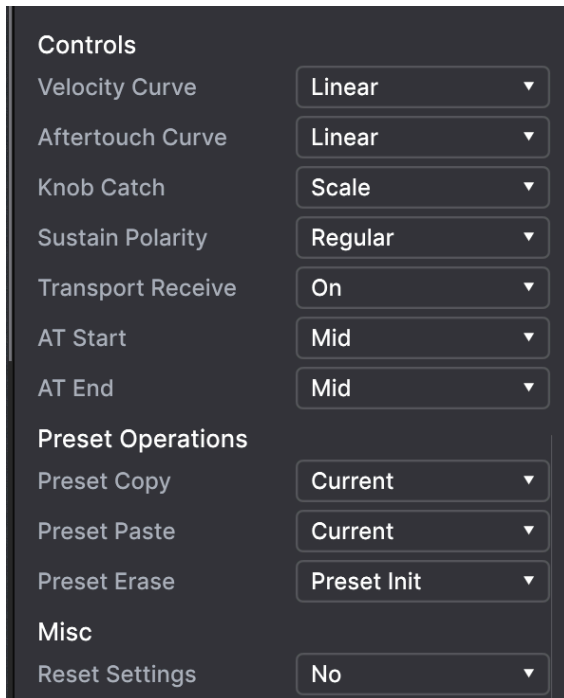 Controls
Velocity Curve Linear
Aftertouch Curve Linear
Knob Catch Scale
Sustain Polarity Regular
Transport Receive On
AT Start Mid
AT End Mid
Preset Operations
Preset Copy Current
Preset Paste Current
Preset Erase Preset Init
Misc
Reset Settings No